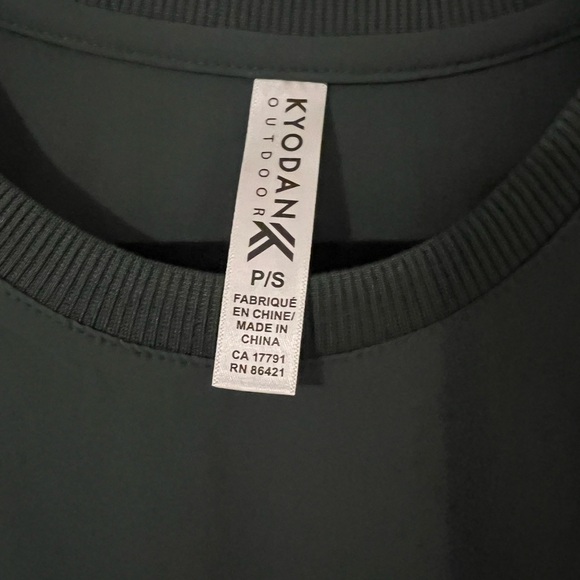 KYODAN
OUTDOOR
P/S
FABRIQUÉ
EN CHINE/
MADE IN
CHINA
CA 17791
RN 86421